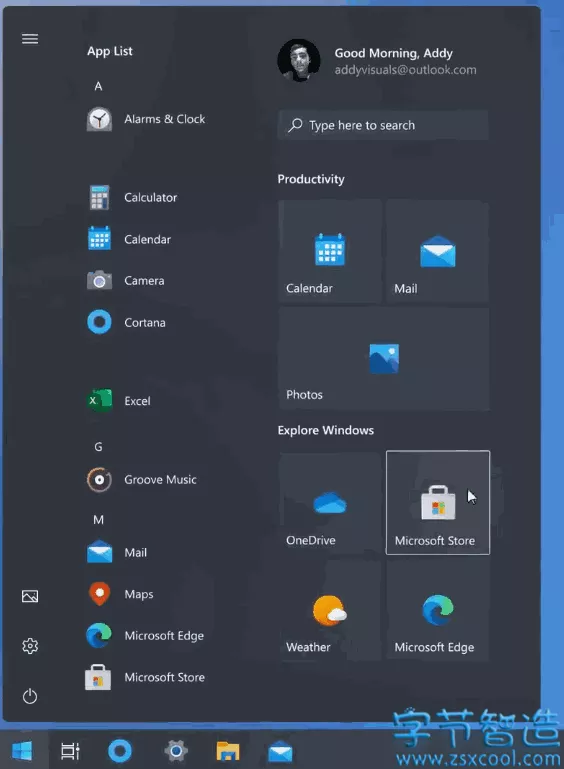 App List
A
Alarms & Clock
Calculator
Calendar
Camera
Cortana
Excel
G
Groove Music
M
Mail
Maps
Microsoft Edge
Microsoft Store
Good Morning, Addy
addyvisuals@outlook.com
Type here to search
Productivity
Calendar
Mail
Photos
Explore Windows
OneDrive
Microsoft Store
Weather
Microsoft Edge
字节智造
www.zsxcool.com